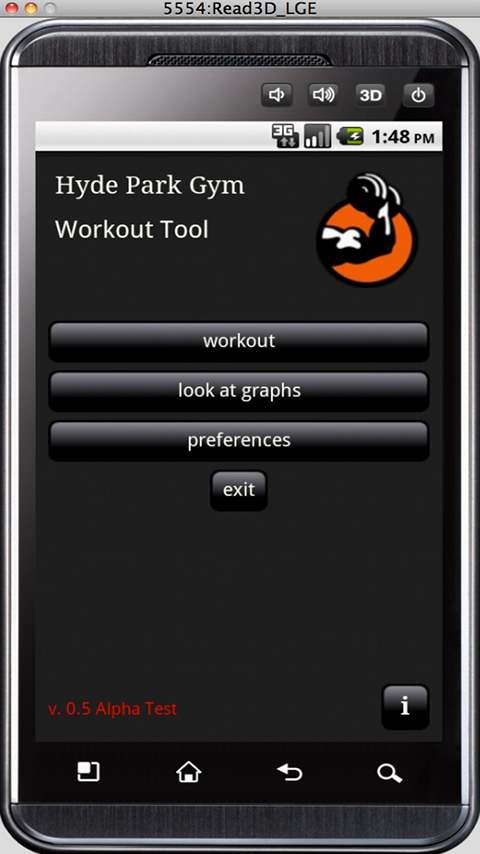 5554:Read3D_LGE
3D
3G
1:48 PM
Hyde Park Gym
Workout Tool
workout
look at graphs
preferences
exit
v. 0.5 Alpha Test
i